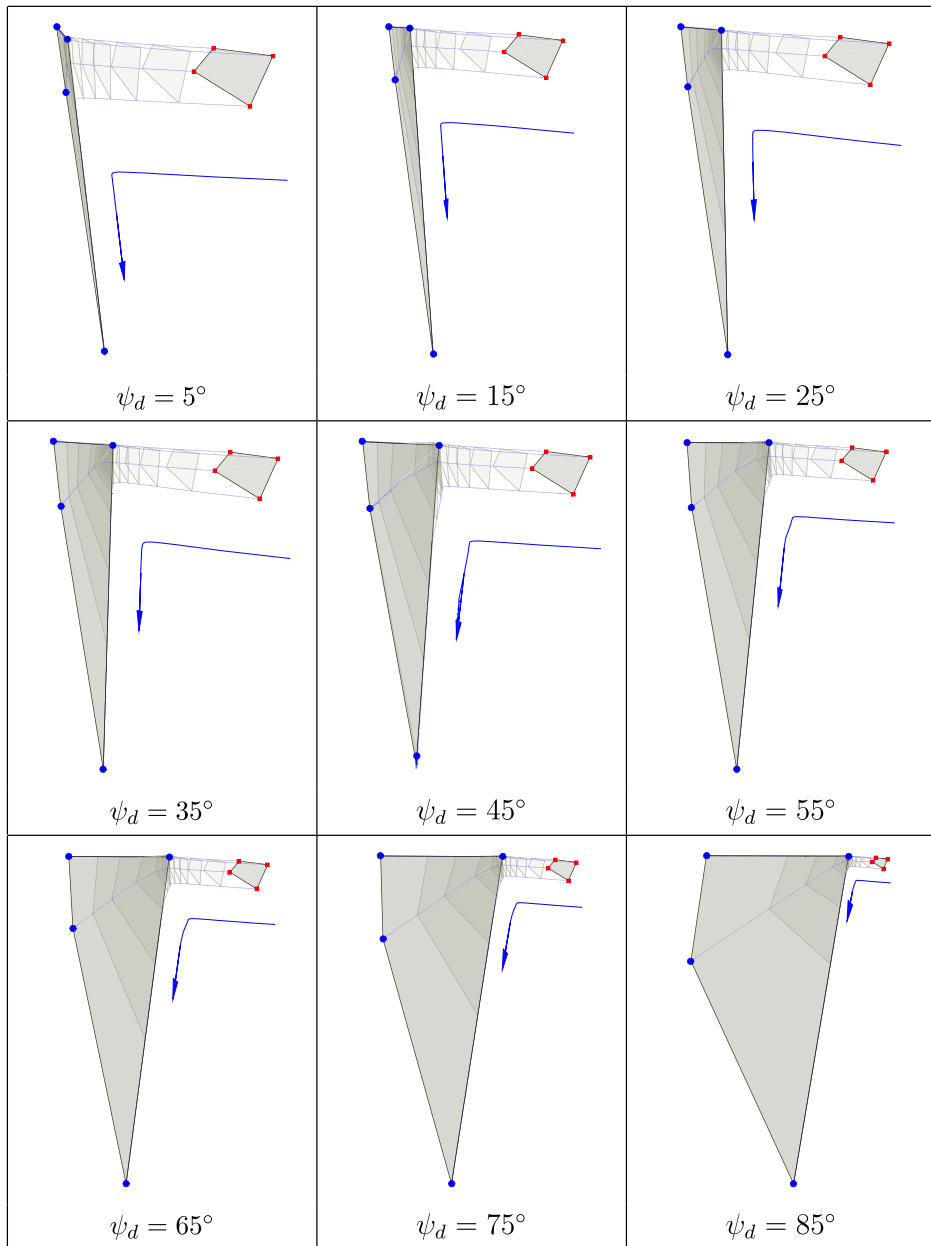 ψ_d = 5°
ψ_d = 15°
ψ_d = 25°
ψ_d = 35°
ψ_d = 45°
ψ_d = 55°
ψ_d = 65°
ψ_d = 75°
ψ_d = 85°